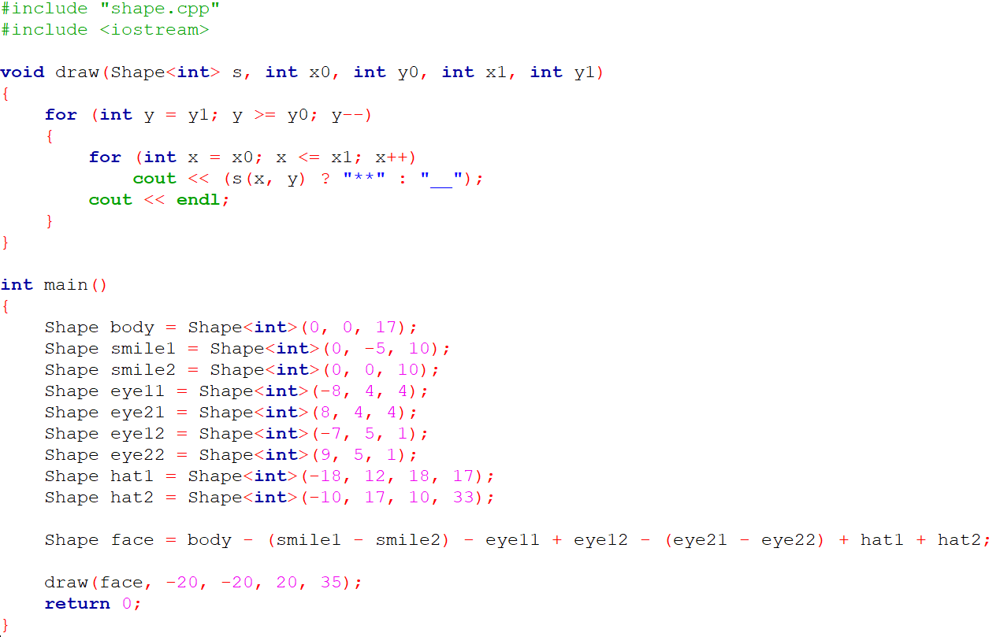 #include "shape.cpp"
#include <iostream>

void draw(Shape<int> s, int x0, int y0, int x1, int y1)
{
    for (int y = y1; y >= y0; y--)
    {
        for (int x = x0; x <= x1; x++)
            cout << (s(x, y) ? "**" : "__");
        cout << endl;
    }
}

int main()
{
    Shape body = Shape<int>(0, 0, 17);
    Shape smile1 = Shape<int>(0, -5, 10);
    Shape smile2 = Shape<int>(0, 0, 10);
    Shape eye11 = Shape<int>(-8, 4, 4);
    Shape eye21 = Shape<int>(8, 4, 4);
    Shape eye12 = Shape<int>(-7, 5, 1);
    Shape eye22 = Shape<int>(9, 5, 1);
    Shape hat1 = Shape<int>(-18, 12, 18, 17);
    Shape hat2 = Shape<int>(-10, 17, 10, 33);

    Shape face = body - (smile1 - smile2) - eye11 + eye12 - (eye21 - eye22) + hat1 + hat2;

    draw(face, -20, -20, 20, 35);
    return 0;
}